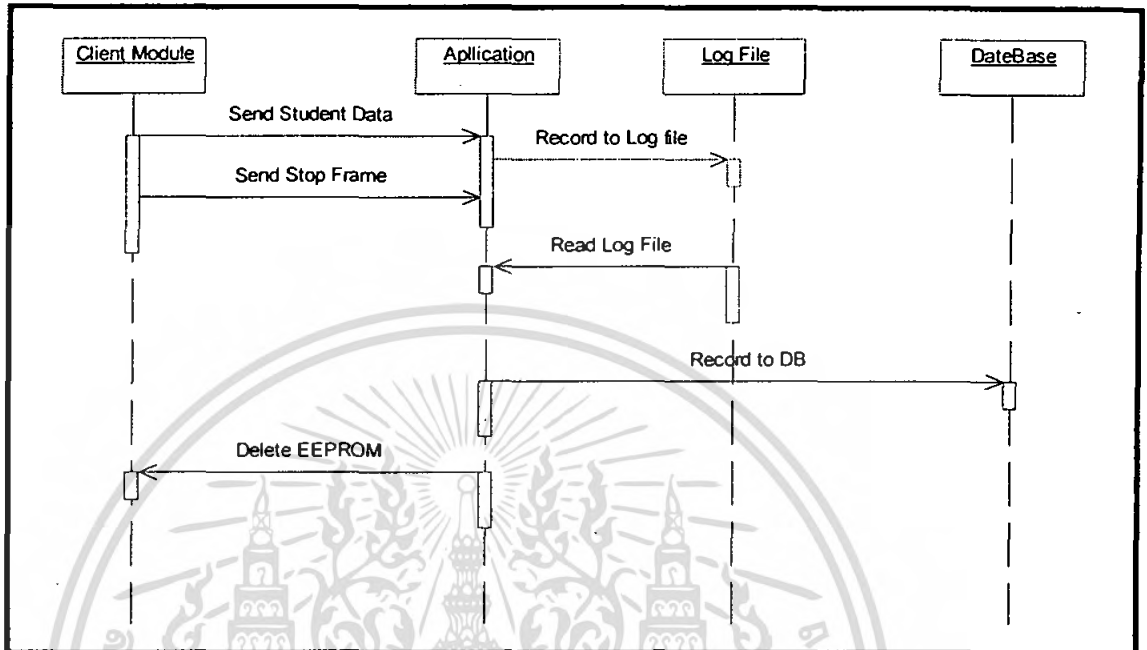 Client Module
Apllication
Log File
DateBase
Send Student Data
Record to Log file
Send Stop Frame
Read Log File
Record to DB
Delete EEPROM